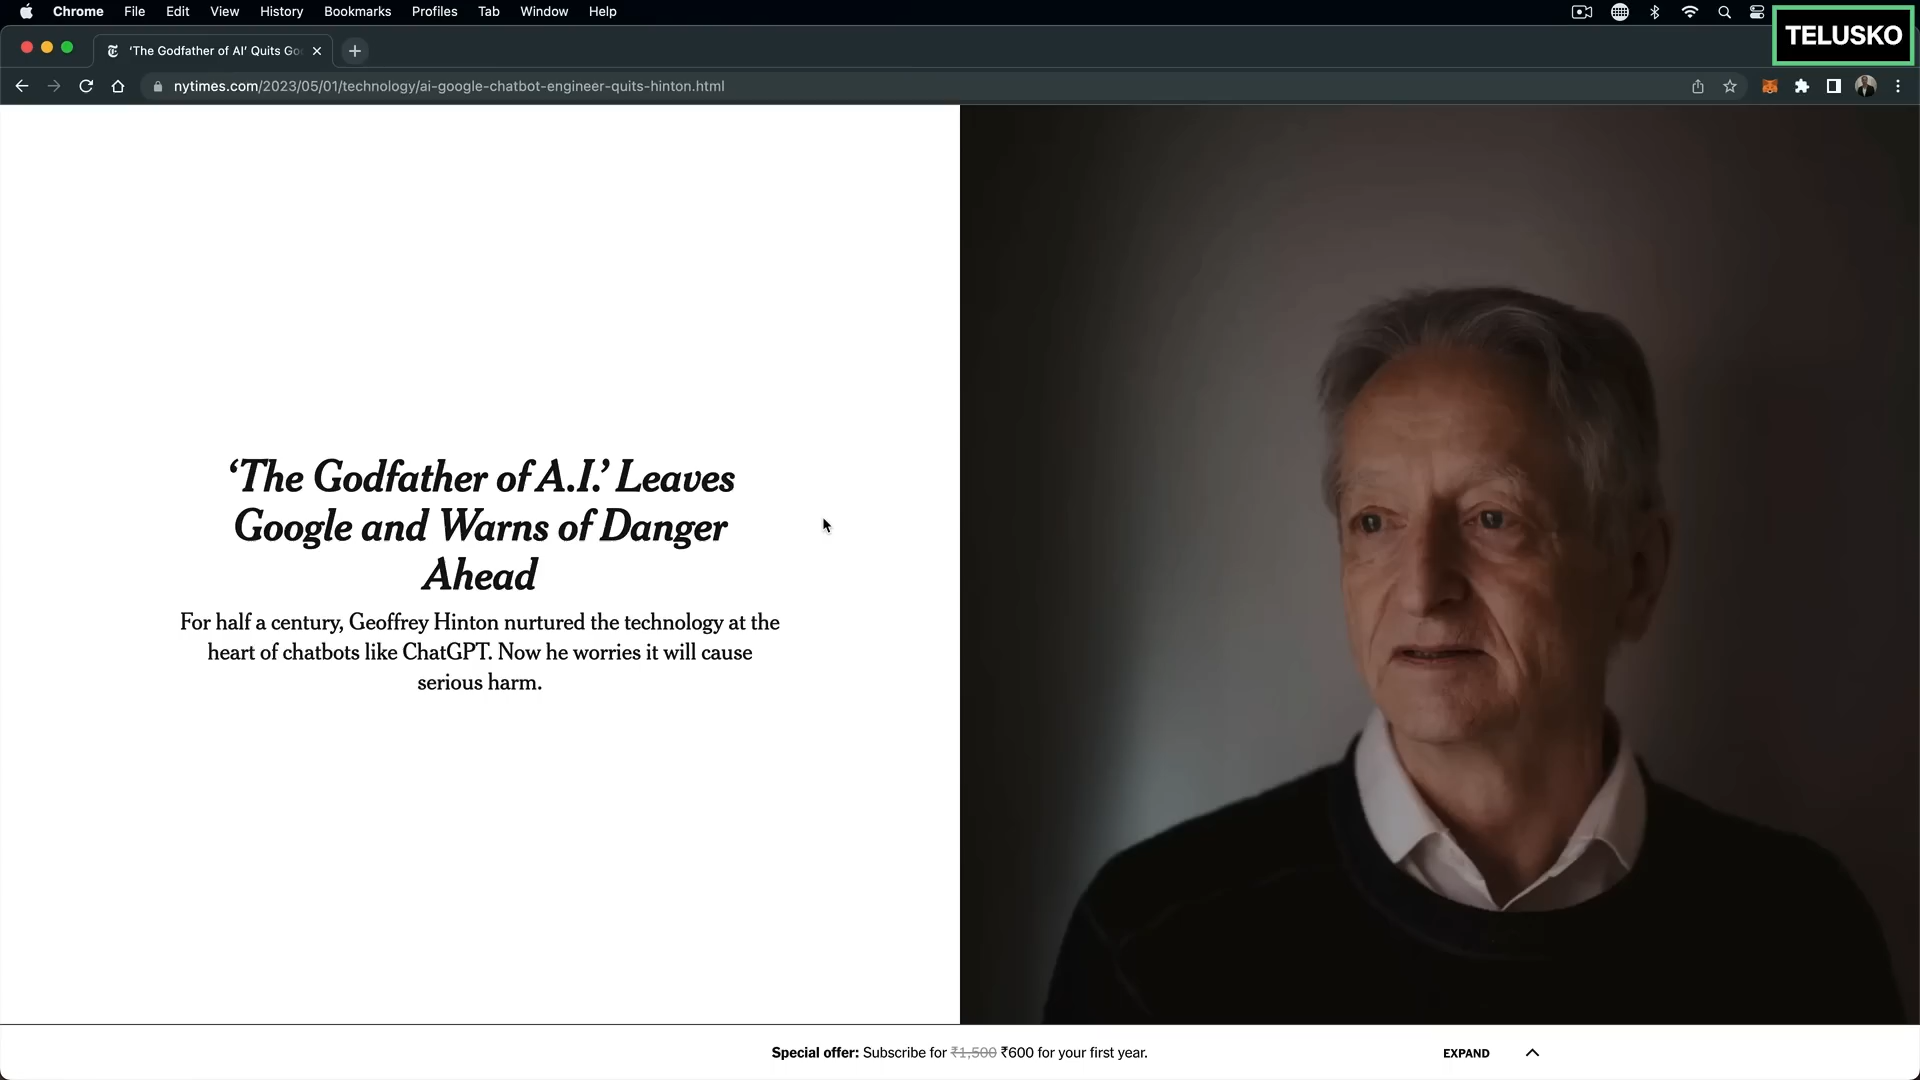 Chrome File Edit View History Bookmarks Profiles Tab Window Help
TELUSKO
‘The Godfather of AI’ Quits Go
nytimes.com/2023/05/01/technology/ai-google-chatbot-engineer-quits-hinton.html
‘The Godfather of A.I.’ Leaves
Google and Warns of Danger
Ahead
For half a century, Geoffrey Hinton nurtured the technology at the
heart of chatbots like ChatGPT. Now he worries it will cause
serious harm.
Special offer: Subscribe for ₹1,500 ₹600 for your first year.
EXPAND